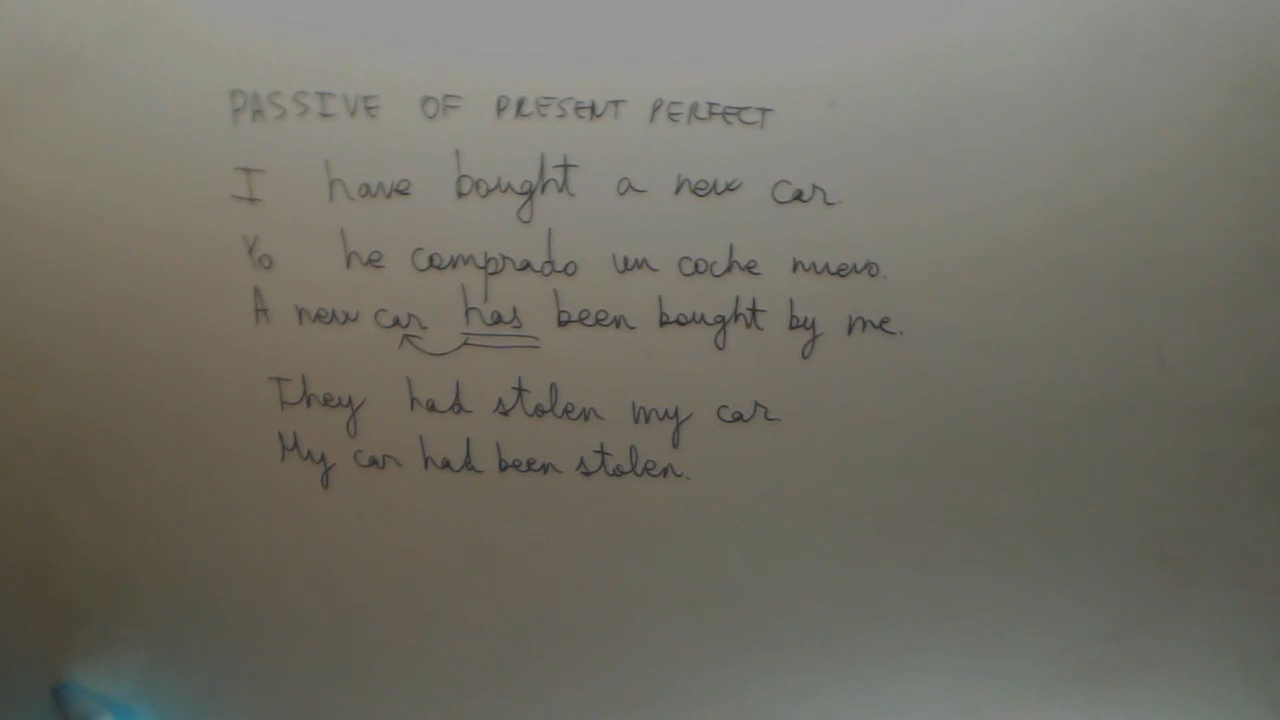 PASSIVE OF PRESENT PERFECT
I have bought a new car.
Yo he comprado un coche nuevo.
A new car has been bought by me.
They had stolen my car
My car had been stolen.